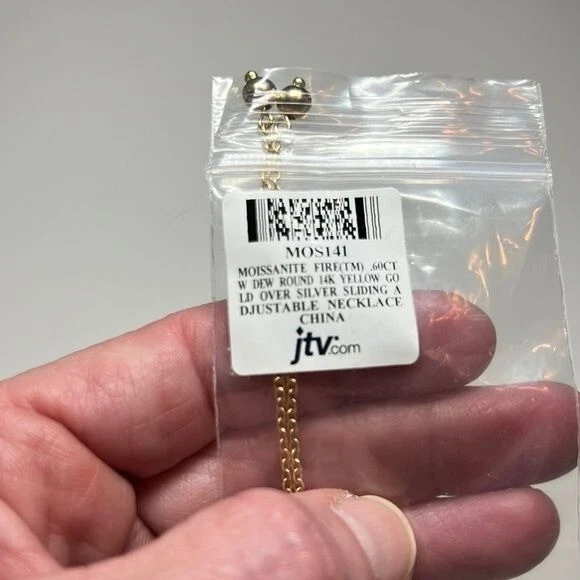 MOS141
MOISSANITE FIRE(TM) .60CT
W DEW ROUND 14K YELLOW GO
LD OVER SILVER SLIDING A
DJUSTABLE NECKLACE
CHINA
jtv.com